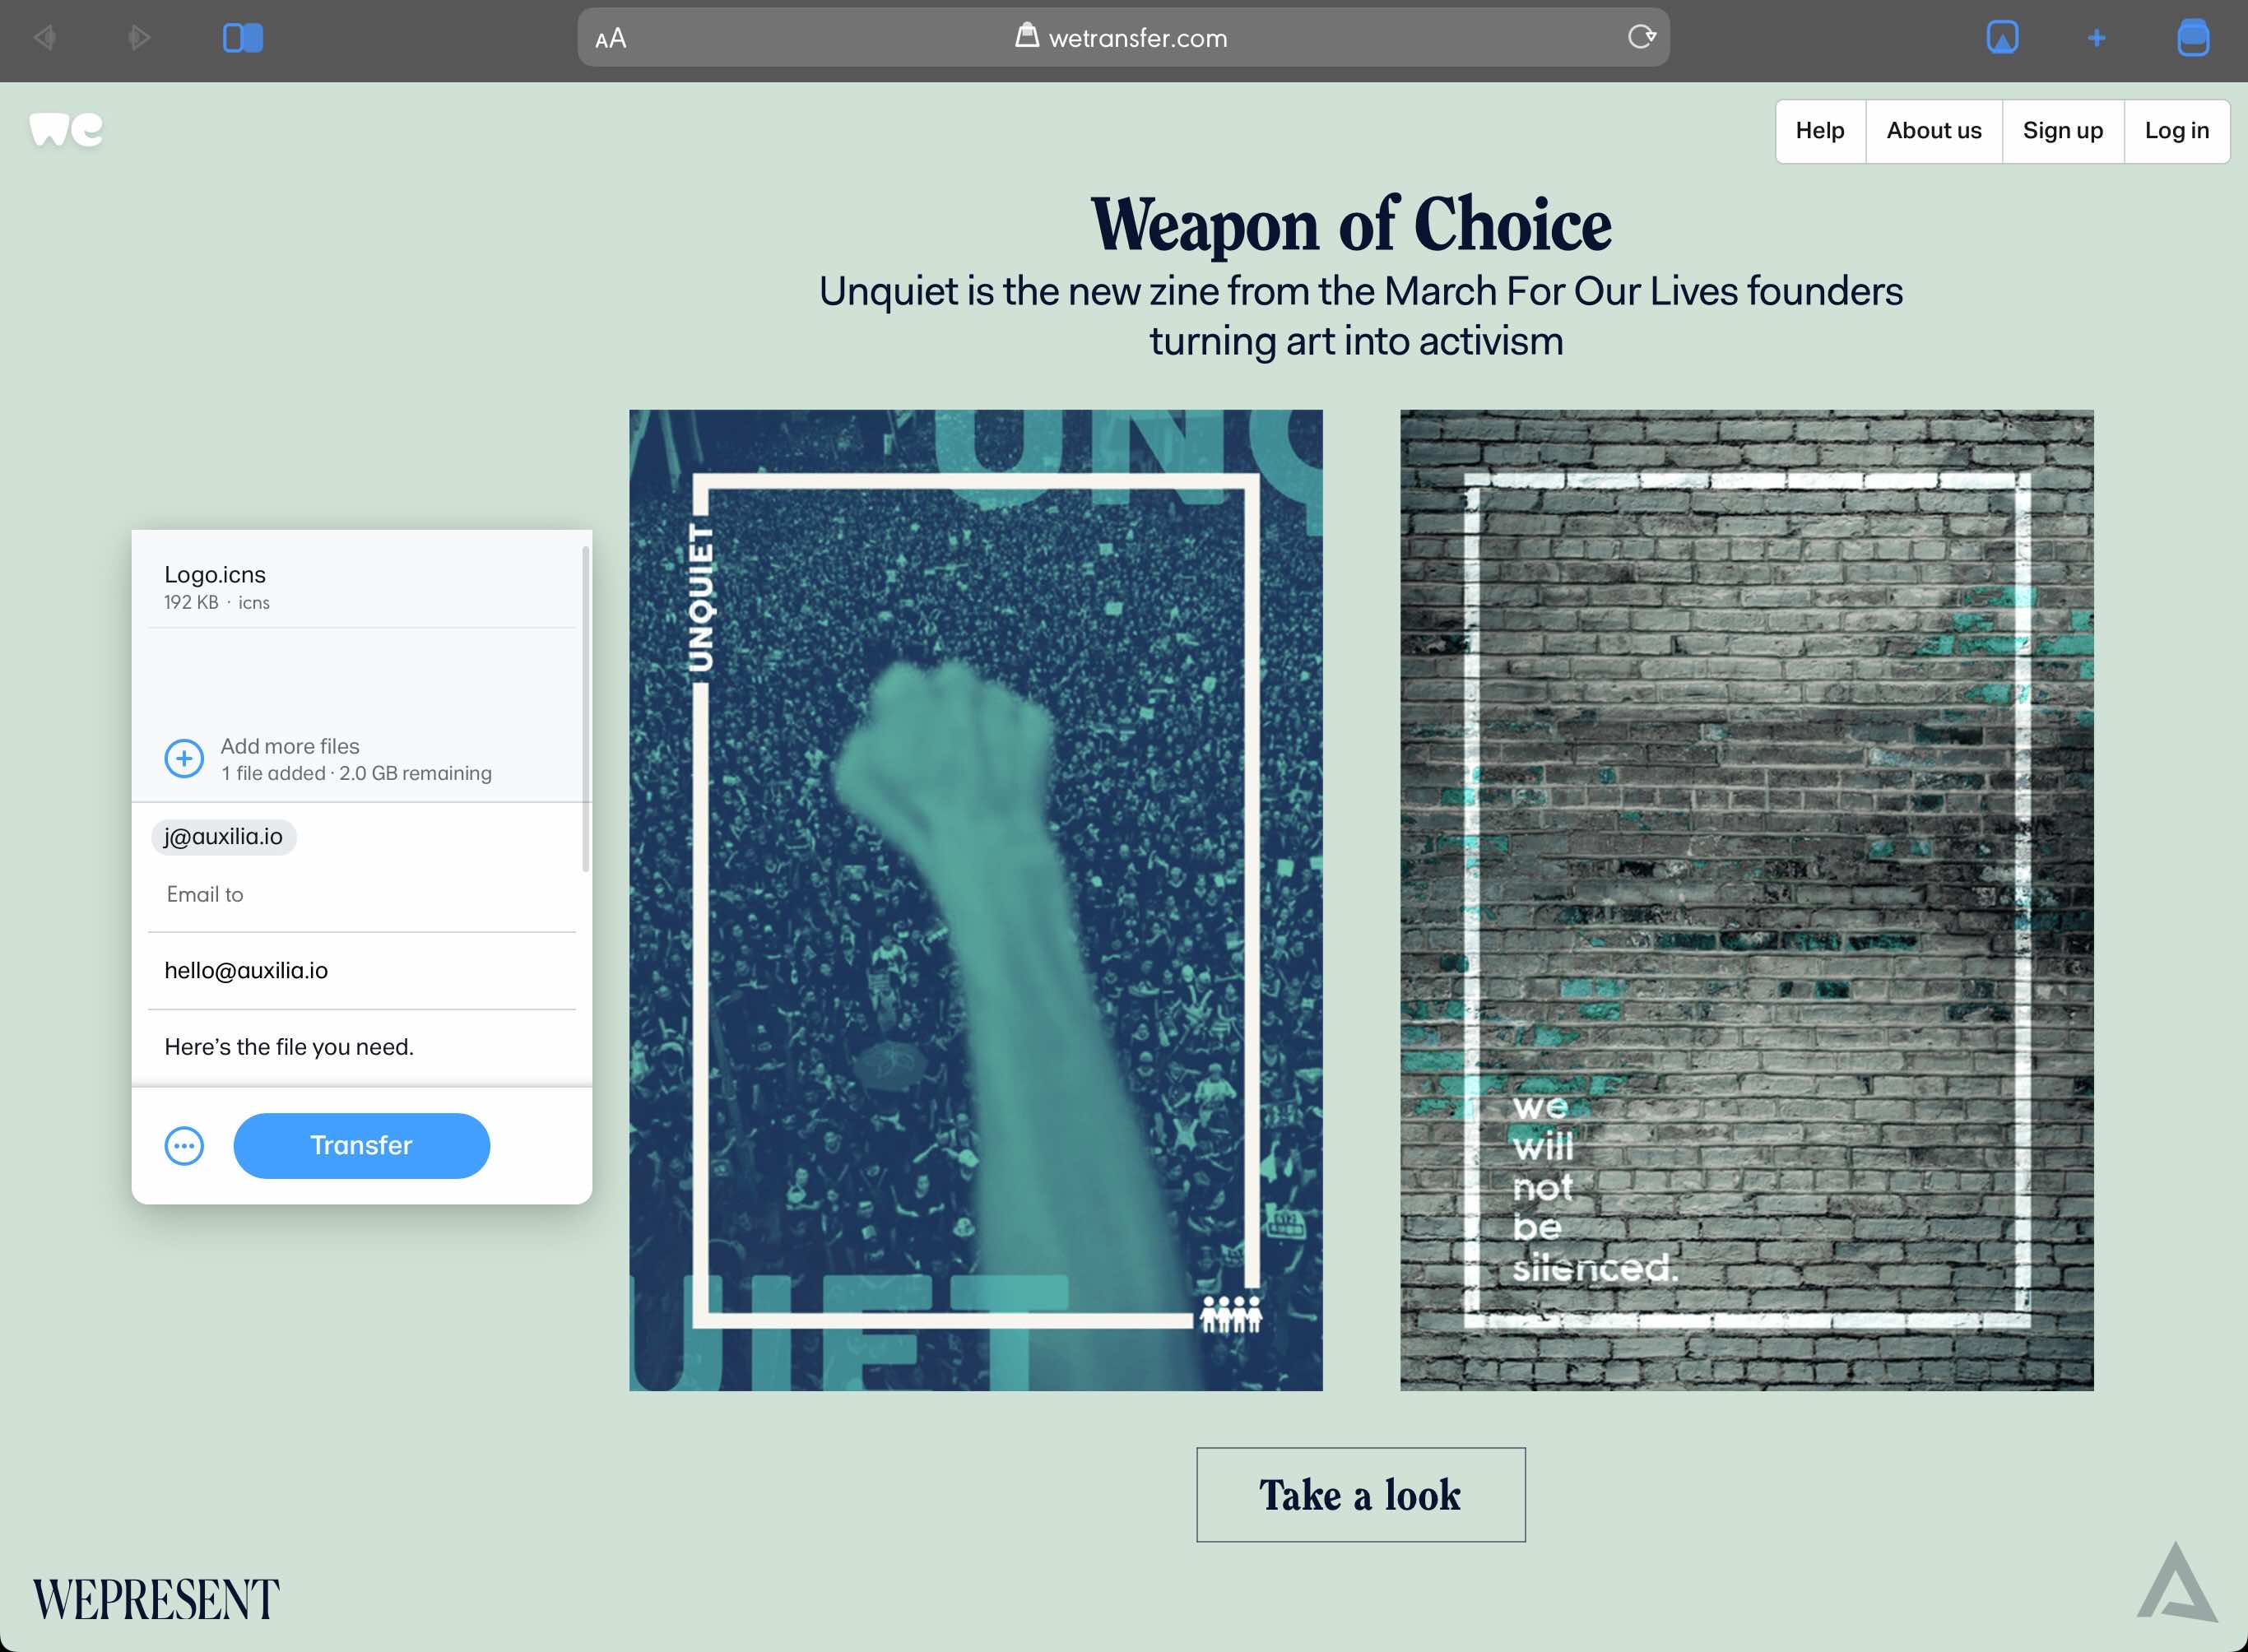 AA
wetransfer.com
we
Help
About us
Sign up
Log in
Weapon of Choice
Unquiet is the new zine from the March For Our Lives founders
turning art into activism
Logo.icns
192 KB · icns
Add more files
1 file added · 2.0 GB remaining
j@auxilia.io
Email to
hello@auxilia.io
Here’s the file you need.
Transfer
UNQ
UNQUIET
UIET
we
will
not
be
silenced.
Take a look
WEPRESENT